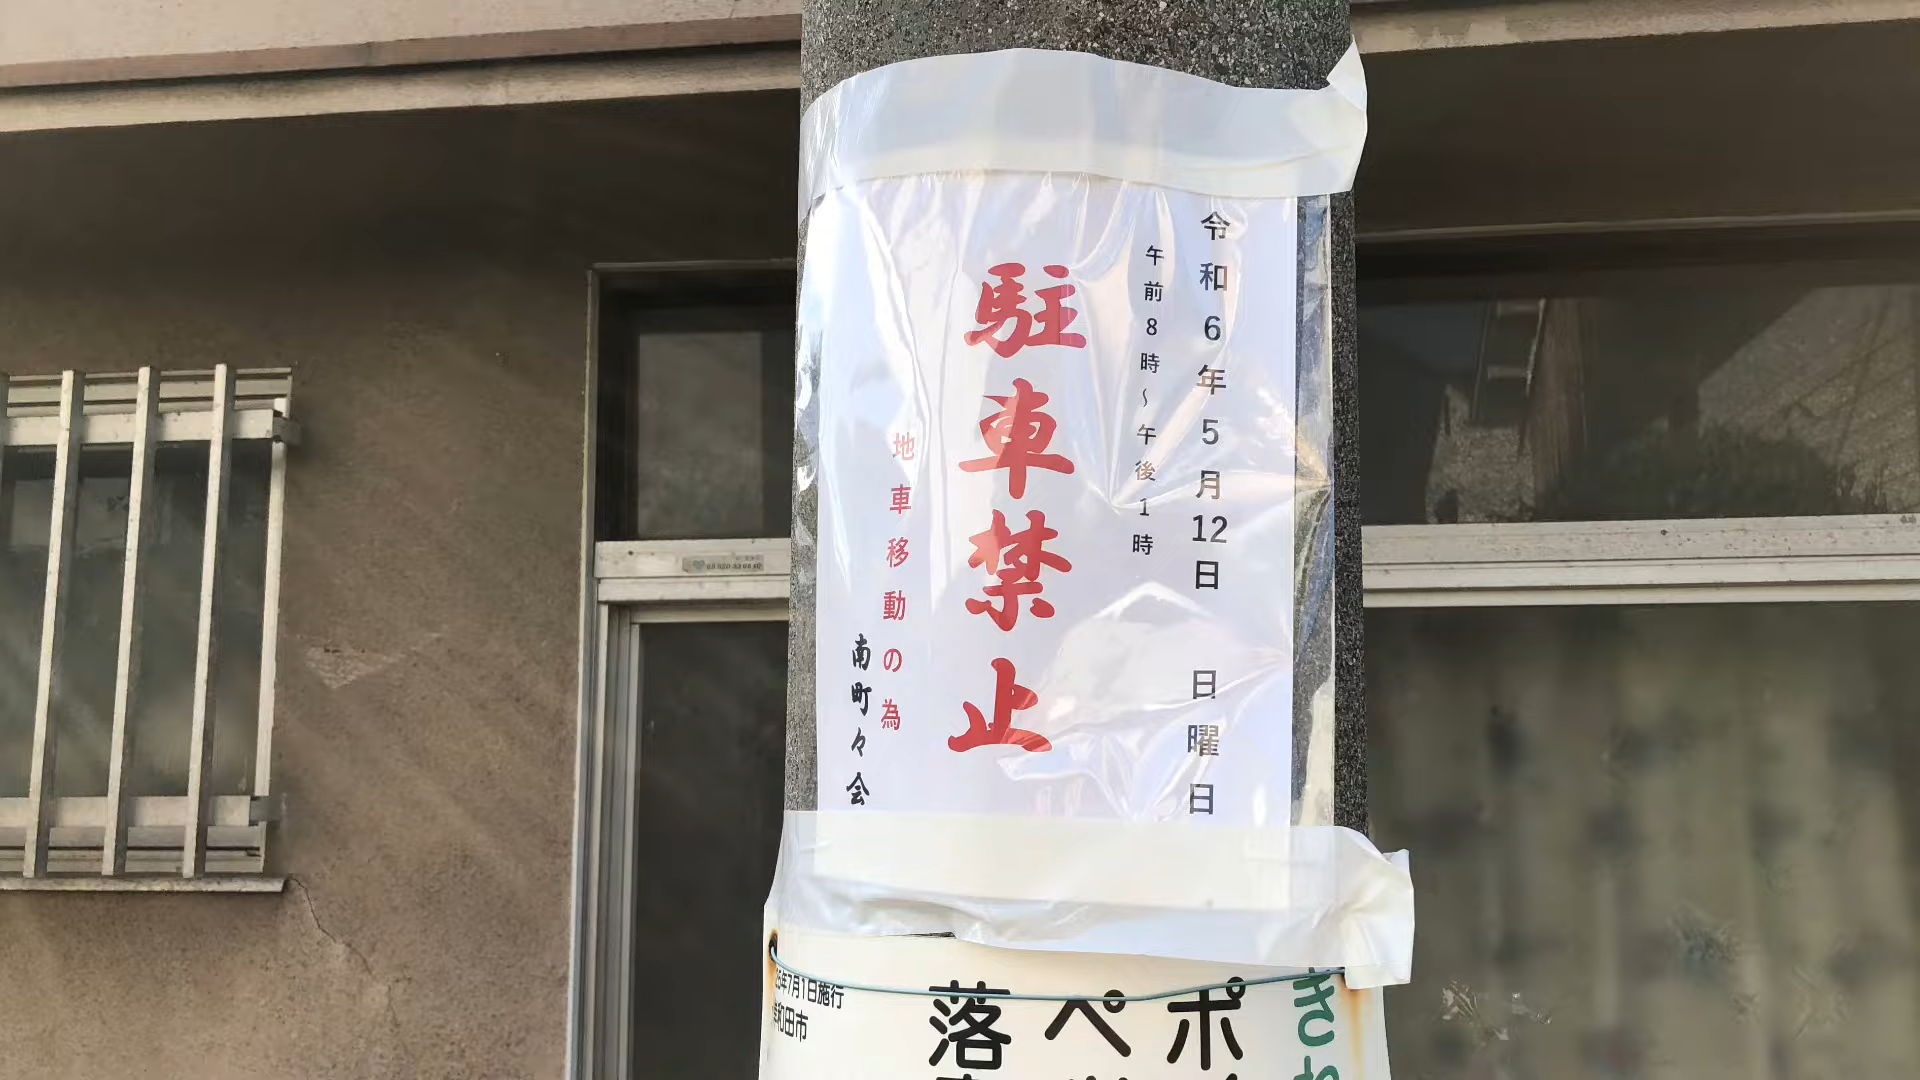 令和6年5月12日　日曜日
午前8時～午後1時
駐車禁止
地車移動の為
南町々会
年7月1日施行
和田市
ポ
ペ
落